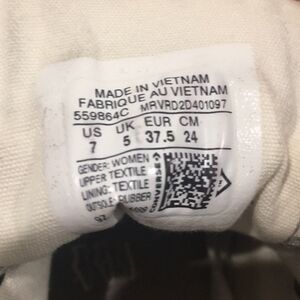 MADE IN VIETNAM
FABRIQUE AU VIETNAM
559864C MRVRD2D401097
US UK EUR CM
7 5 37.5 24
GENDER: WOMEN
UPPER: TEXTILE
LINING: TEXTILE
OUTSOLE: RUBBER
CONVERSE